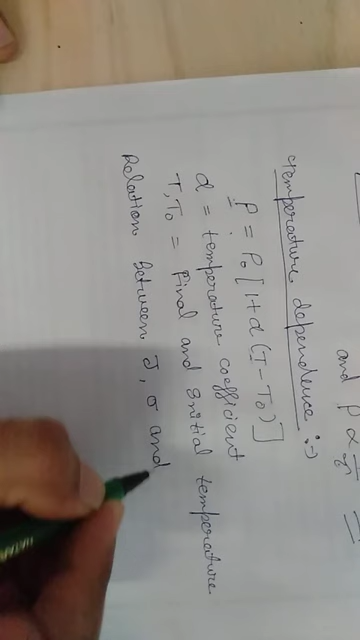 and ρ ∝ 1/σ
Temperature dependence :→
ρ = ρ₀ [1+α(T−T₀)]
α = temperature coefficient
T, T₀ = Final and Initial temperature
Relation between J, σ and